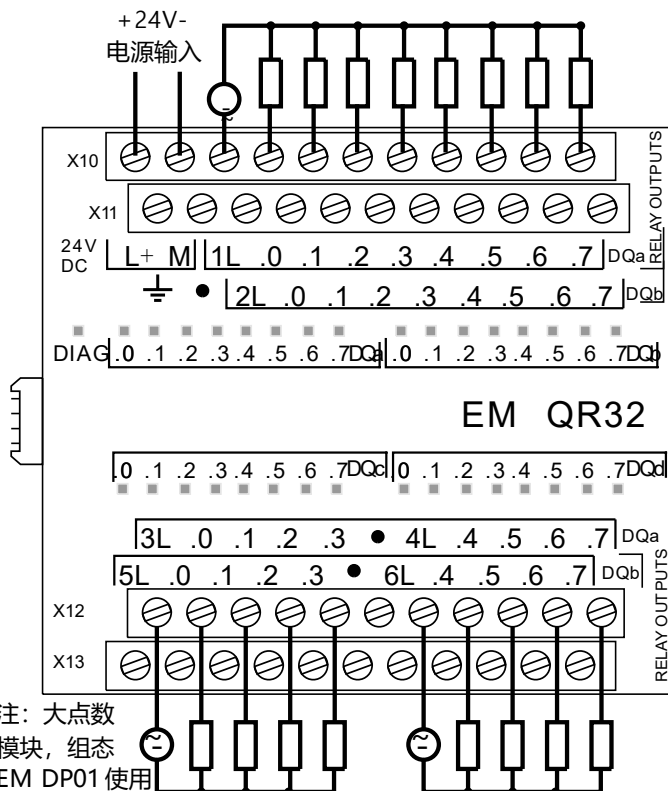 +24V-
电源输入
X10
X11
RELAY OUTPUTS
24V
DC
L+ M 1L .0 .1 .2 .3 .4 .5 .6 .7 DQa
2L .0 .1 .2 .3 .4 .5 .6 .7 DQb
DIAG .0 .1 .2 .3 .4 .5 .6 .7 DQa .0 .1 .2 .3 .4 .5 .6 .7 DQb
EM QR32
.0 .1 .2 .3 .4 .5 .6 .7 DQc .0 .1 .2 .3 .4 .5 .6 .7 DQd
3L .0 .1 .2 .3 ● 4L .4 .5 .6 .7 DQa
5L .0 .1 .2 .3 ● 6L .4 .5 .6 .7 DQb
RELAY OUTPUTS
X12
X13
注：大点数
模块，组态
EM DP01使用